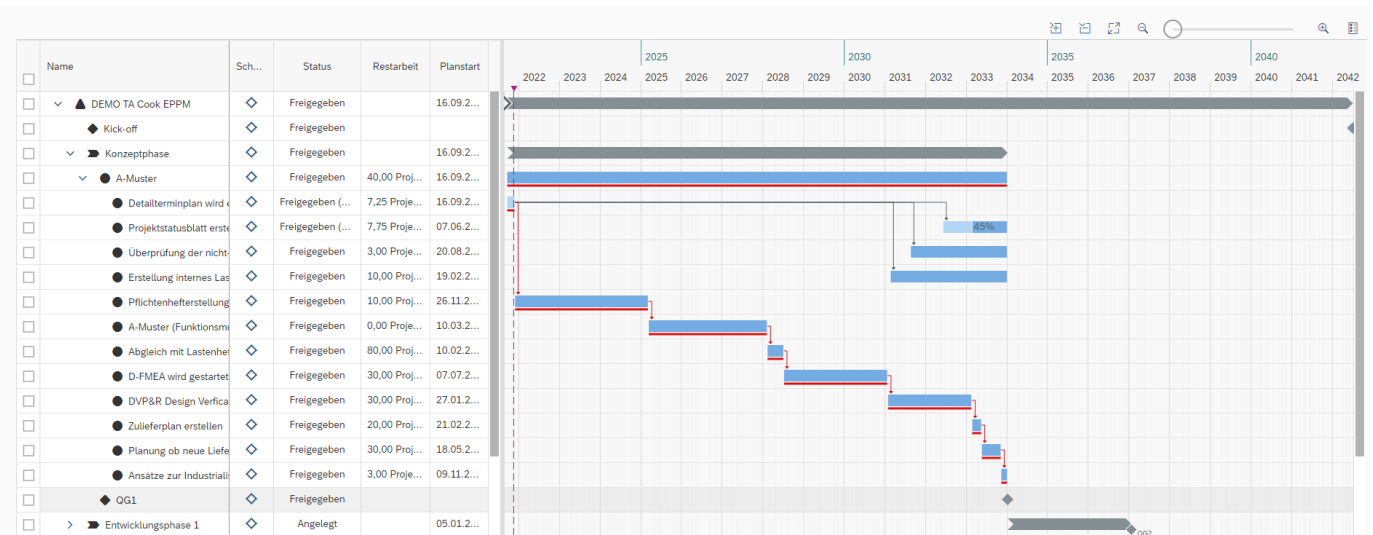 2025 2030 2035 2040
Name Sch... Status Restarbeit Planstart
2022 2023 2024 2025 2026 2027 2028 2029 2030 2031 2032 2033 2034 2035 2036 2037 2038 2039 2040 2041 2042
DEMO TA Cook EPPM Freigegeben 16.09.2...
Kick-off Freigegeben
Konzeptphase Freigegeben 16.09.2...
A-Muster Freigegeben 40,00 Proj... 16.09.2...
Detailterminplan wird Freigegeben (... 7,25 Proje... 16.09.2...
Projektstatusblatt erste Freigegeben (... 7,75 Proje... 07.06.2... 45%
Überprüfung der nicht- Freigegeben 3,00 Proje... 20.08.2...
Erstellung internes Las Freigegeben 10,00 Proj... 19.02.2...
Pflichtenhefterstellung Freigegeben 10,00 Proj... 26.11.2...
A-Muster (Funktionsmu Freigegeben 0,00 Proje... 10.03.2...
Abgleich mit Lastenhef Freigegeben 80,00 Proj... 10.02.2...
D-FMEA wird gestartet Freigegeben 30,00 Proj... 07.07.2...
DVP&R Design Verfica Freigegeben 30,00 Proj... 27.01.2...
Zulieferplan erstellen Freigegeben 20,00 Proj... 21.02.2...
Planung ob neue Liefe Freigegeben 30,00 Proj... 18.05.2...
Ansätze zur Industriali Freigegeben 3,00 Proje... 09.11.2...
QG1 Freigegeben
Entwicklungsphase 1 Angelegt 05.01.2...
QG2